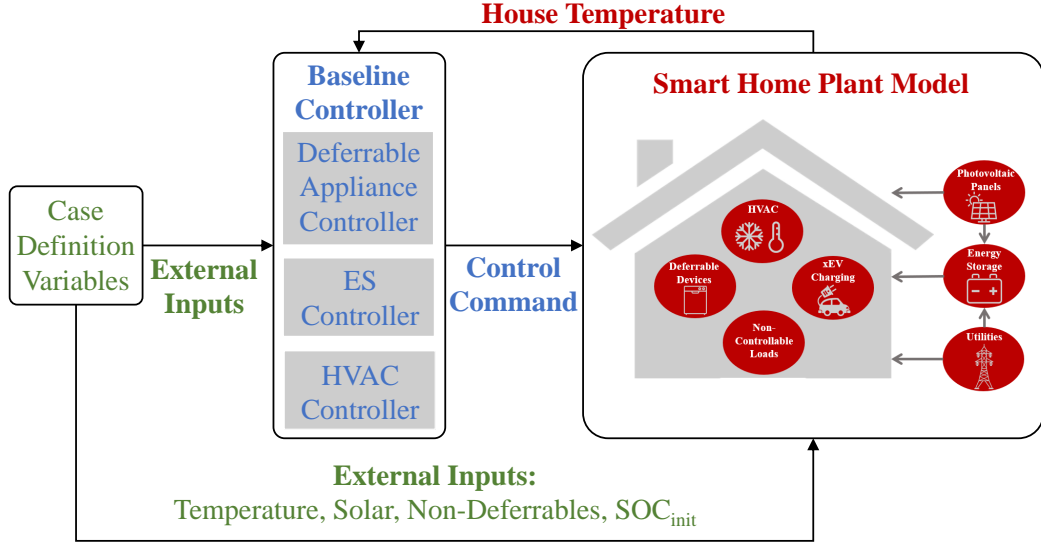 House Temperature
Baseline
Controller
Deferrable
Appliance
Controller
ES
Controller
HVAC
Controller
Case
Definition
Variables
External
Inputs
Control
Command
Smart Home Plant Model
HVAC
Deferrable
Devices
xEV
Charging
Non-
Controllable
Loads
Photovoltaic
Panels
Energy
Storage
Utilities
External Inputs:
Temperature, Solar, Non-Deferrables, SOCinit